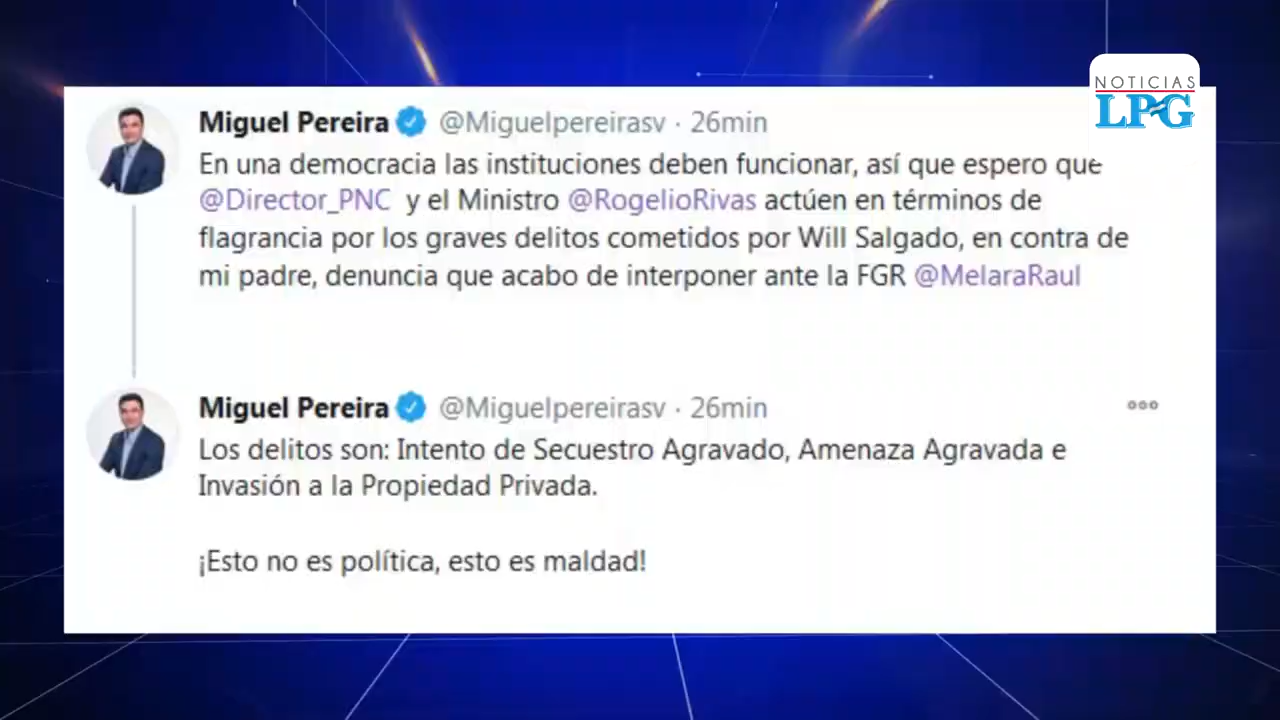 NOTICIAS
LPG
Miguel Pereira @Miguelpereirasv · 26min
En una democracia las instituciones deben funcionar, así que espero que
@Director_PNC y el Ministro @RogelioRivas actúen en términos de
flagrancia por los graves delitos cometidos por Will Salgado, en contra de
mi padre, denuncia que acabo de interponer ante la FGR @MelaraRaul
Miguel Pereira @Miguelpereirasv · 26min
Los delitos son: Intento de Secuestro Agravado, Amenaza Agravada e
Invasión a la Propiedad Privada.
¡Esto no es política, esto es maldad!